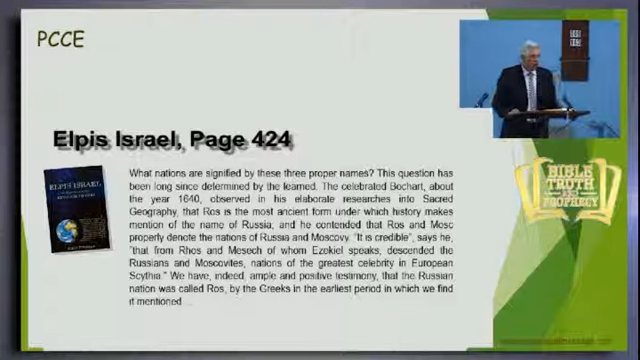 PCCE
Elpis Israel, Page 424
ELPIS ISRAEL
What nations are signified by these three proper names? This question has
been long since determined by the learned. The celebrated Bochart, about
the year 1640, observed in his elaborate researches into Sacred
Geography, that Ros is the most ancient form under which history makes
mention of the name of Russia; and he contended that Ros and Mosc
properly denote the nations of Russia and Moscovy. "It is credible", says he,
"that from Rhos and Mesech of whom Ezekiel speaks, descended the
Russians and Moscovites, nations of the greatest celebrity in European
Scythia." We have, indeed, ample and positive testimony, that the Russian
nation was called Ros, by the Greeks in the earliest period in which we find
it mentioned
BIBLE
TRUTH
AND
PROPHECY